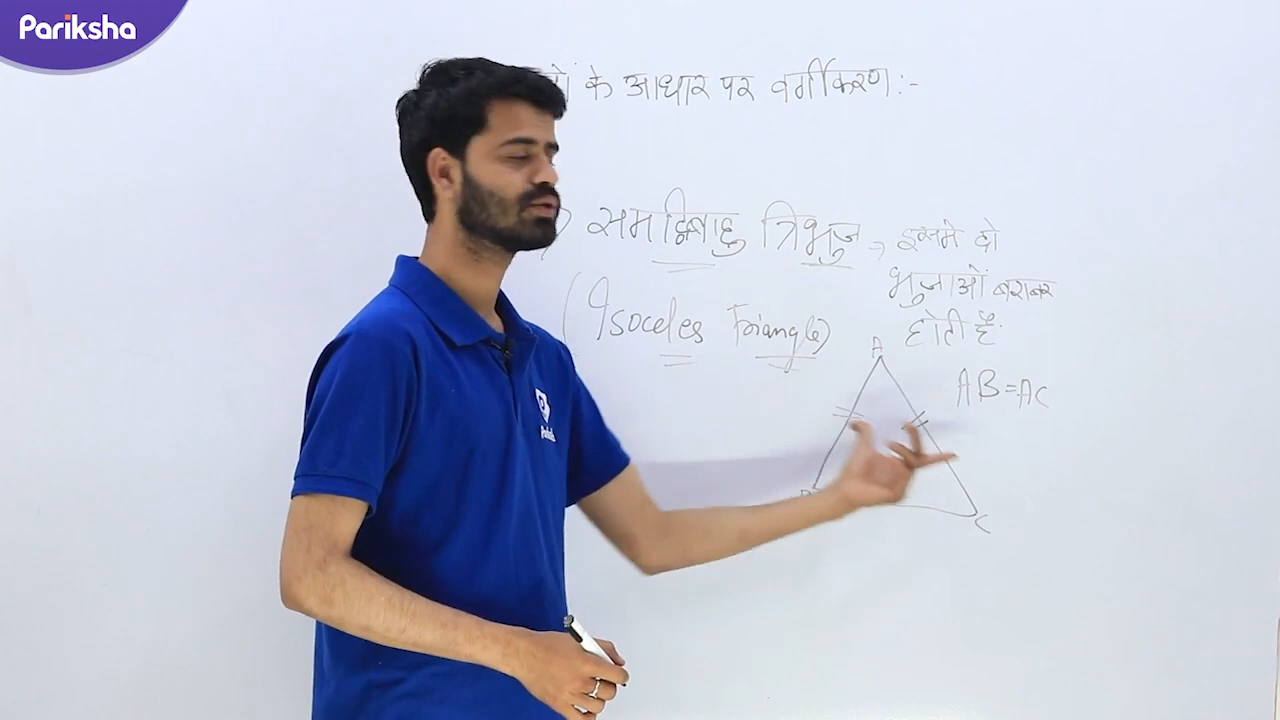 Pariksha
के आधार पर वर्गीकरण:-
समद्विबाहु त्रिभुज, इसमे दो
भुजाओं बराबर
होती है.
(Isoceles Triangle)
A
AB=AC
C